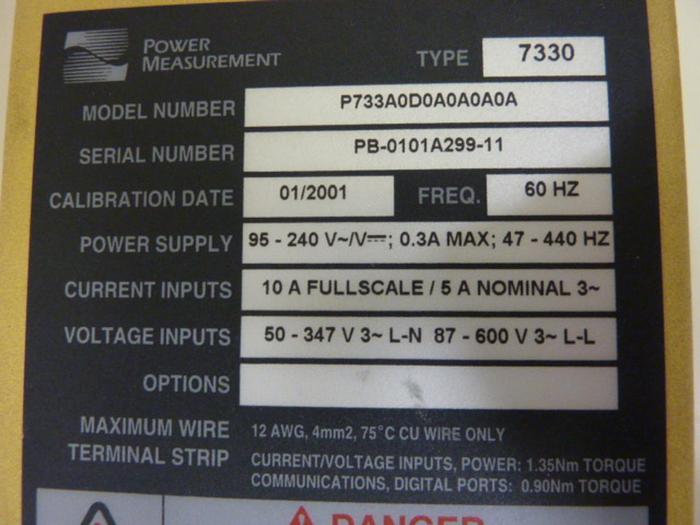 POWER
MEASUREMENT
TYPE 7330
MODEL NUMBER P733A0D0A0A0A0A
SERIAL NUMBER PB-0101A299-11
CALIBRATION DATE 01/2001 FREQ. 60 HZ
POWER SUPPLY 95 - 240 V~/V⎓; 0.3A MAX; 47 - 440 HZ
CURRENT INPUTS 10 A FULLSCALE / 5 A NOMINAL 3~
VOLTAGE INPUTS 50 - 347 V 3~ L-N 87 - 600 V 3~ L-L
OPTIONS
MAXIMUM WIRE 12 AWG, 4mm2, 75°C CU WIRE ONLY
TERMINAL STRIP CURRENT/VOLTAGE INPUTS, POWER: 1.35Nm TORQUE
COMMUNICATIONS, DIGITAL PORTS: 0.90Nm TORQUE
DANGER